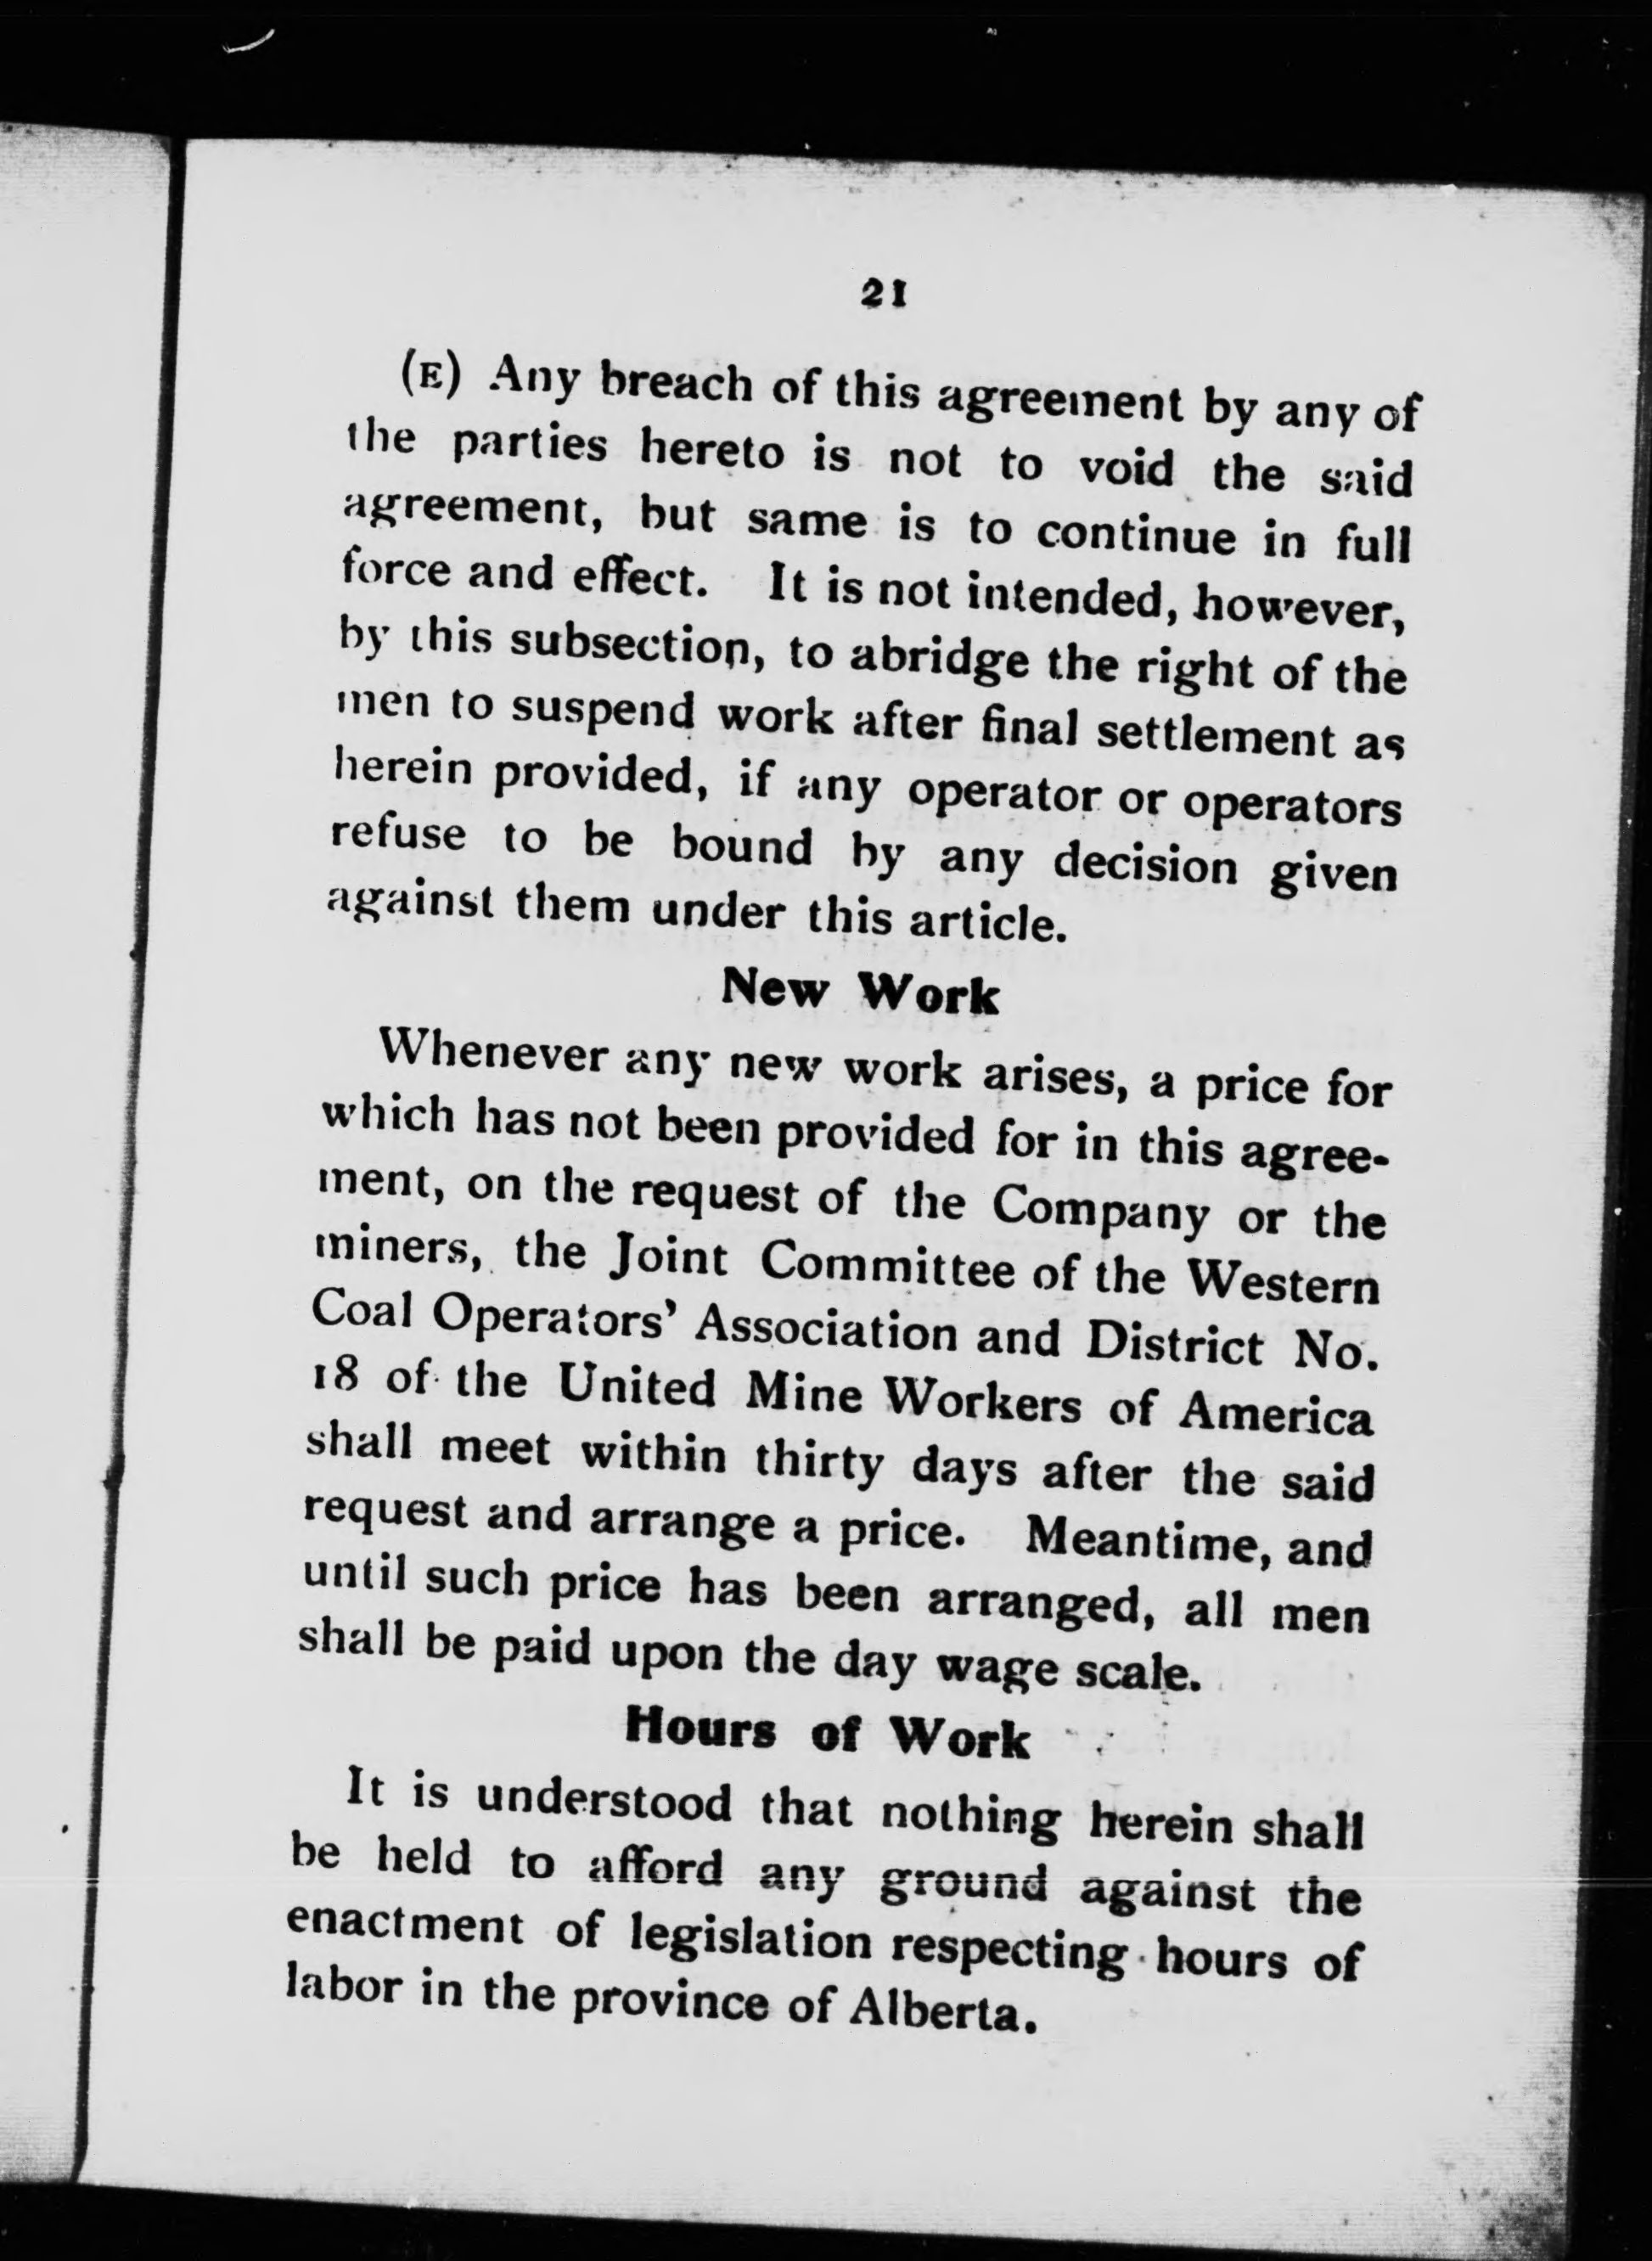 21
(E) Any breach of this agreement by any of
the parties hereto is not to void the said
agreement, but same is to continue in full
force and effect. It is not intended, however,
by this subsection, to abridge the right of the
men to suspend work after final settlement as
herein provided, if any operator or operators
refuse to be bound by any decision given
against them under this article.
New Work
Whenever any new work arises, a price for
which has not been provided for in this agree-
ment, on the request of the Company or the
miners, the Joint Committee of the Western
Coal Operators' Association and District No.
18 of the United Mine Workers of America
shall meet within thirty days after the said
request and arrange a price. Meantime, and
until such price has been arranged, all men
shall be paid upon the day wage scale.
Hours of Work
It is understood that nothing herein shall
be held to afford any ground against the
enactment of legislation respecting hours of
labor in the province of Alberta.